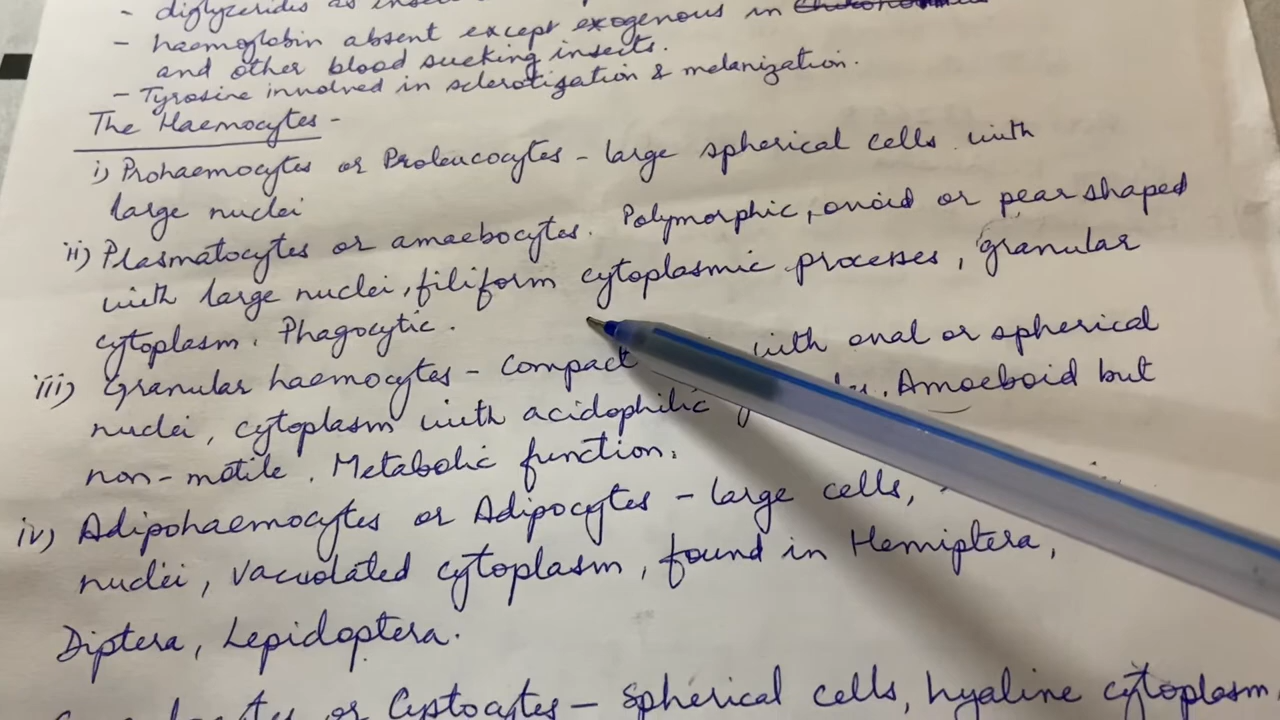 - diglycerides as
- haemoglobin absent except exogenous in
and other blood sucking insects.
- Tyrosine involved in sclerotization & melanization.
The Haemocytes -
i) Prohaemocytes or Proleucocytes - large spherical cells with
large nuclei
ii) Plasmatocytes or amaebocytes. Polymorphic, ovoid or pear shaped
with large nuclei, filiform cytoplasmic processes, granular
cytoplasm. Phagocytic.
iii) Granular haemocytes - Compact with oval or spherical
nuclei, cytoplasm with acidophilic Amoeboid but
non-motile. Metabolic function.
iv) Adipohaemocytes or Adipocytes - large cells,
nuclei, vacuolated cytoplasm, found in Hemiptera,
Diptera, Lepidoptera.
or Cystocytes - Spherical cells, hyaline cytoplasm,